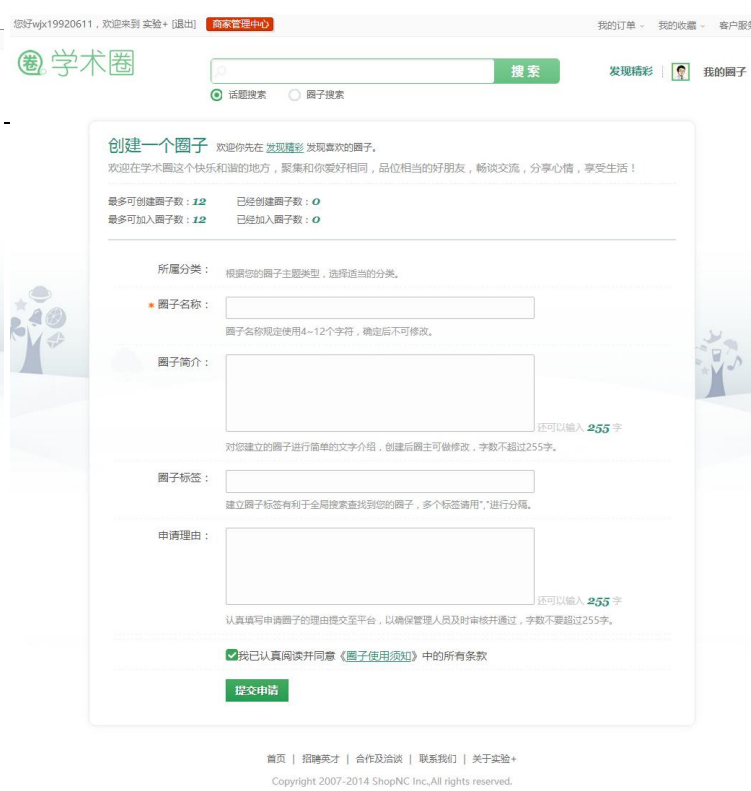 您好wjx19920611，欢迎来到 实验+ [退出] 商家管理中心 我的订单 我的收藏 客户服务
圈 学术圈
搜索 发现精彩 我的圈子
话题搜索 圈子搜索
创建一个圈子 欢迎你先在 发现精彩 发现喜欢的圈子。
欢迎在学术圈这个快乐和谐的地方，聚集和你爱好相同，品位相当的好朋友，畅谈交流，分享心情，享受生活！
最多可创建圈子数：12 已经创建圈子数：0
最多可加入圈子数：12 已经加入圈子数：0
所属分类： 根据您的圈子主题类型，选择适当的分类。
* 圈子名称：
圈子名称规定使用4~12个字符，确定后不可修改。
圈子简介：
还可以输入 255 字
对您建立的圈子进行简单的文字介绍，创建后圈主可做修改，字数不超过255字。
圈子标签：
建立圈子标签有利于全局搜索查找到您的圈子，多个标签请用","进行分隔。
申请理由：
还可以输入 255 字
认真填写申请圈子的理由提交至平台，以确保管理人员及时审核并通过，字数不要超过255字。
我已认真阅读并同意《圈子使用须知》中的所有条款
提交申请
首页 | 招聘英才 | 合作及洽谈 | 联系我们 | 关于实验+
Copyright 2007-2014 ShopNC Inc.,All rights reserved.